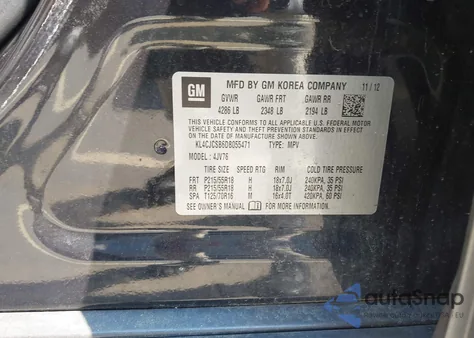 GM
MFD BY GM KOREA COMPANY
11/12
GVWR GAWR FRT GAWR RR
4286 LB 2348 LB 2194 LB
THIS VEHICLE CONFORMS TO ALL APPLICABLE U.S. FEDERAL MOTOR
VEHICLE SAFETY, BUMPER, AND THEFT PREVENTION STANDARDS IN
EFFECT ON THE DATE OF MANUFACTURE SHOWN ABOVE.
KL4CJCSB6DB055471 TYPE: MPV
MODEL: 4JV76
TIRE SIZE SPEED RTG RIM COLD TIRE PRESSURE
FRT P215/55R18 H 18x7.0J 240KPA, 35 PSI
RR P215/55R18 H 18x7.0J 240KPA, 35 PSI
SPA T125/70R16 M 16x4.0T 420KPA, 60 PSI
SEE OWNER'S MANUAL FOR MORE INFORMATION.
autoSnap